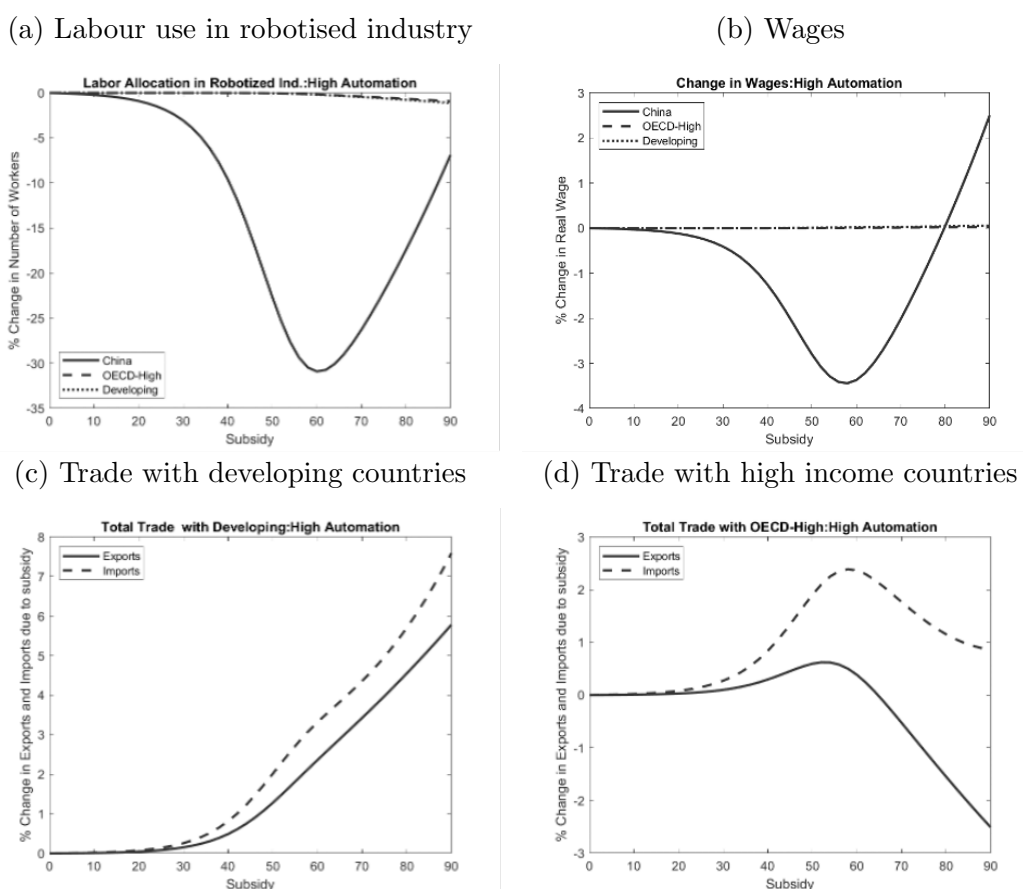 (a) Labour use in robotised industry
Labor Allocation in Robotized Ind.:High Automation
% Change in Number of Workers
0
-5
-10
-15
-20
-25
-30
-35
China
OECD-High
Developing
0 10 20 30 40 50 60 70 80 90
Subsidy
(b) Wages
Change in Wages:High Automation
% Change in Real Wage
3
2
1
0
-1
-2
-3
-4
China
OECD-High
Developing
0 10 20 30 40 50 60 70 80 90
Subsidy
(c) Trade with developing countries
Total Trade with Developing:High Automation
% Change in Exports and Imports due to subsidy
8
7
6
5
4
3
2
1
0
Exports
Imports
0 10 20 30 40 50 60 70 80 90
Subsidy
(d) Trade with high income countries
Total Trade with OECD-High:High Automation
% Change in Exports and Imports due to subsidy
3
2
1
0
-1
-2
-3
Exports
Imports
0 10 20 30 40 50 60 70 80 90
Subsidy